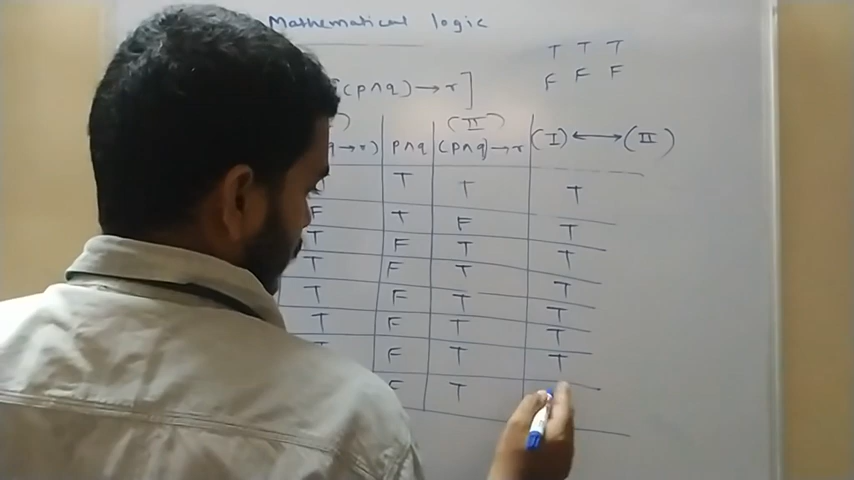 Mathematical logic
T T T
(p∧q)→r]
F F F
(II)
q→r) p∧q (p∧q)→r (I)↔(II)
T T T
F T F T
T F T T
T F T T
T F T T
T F T T
T F T T
F T